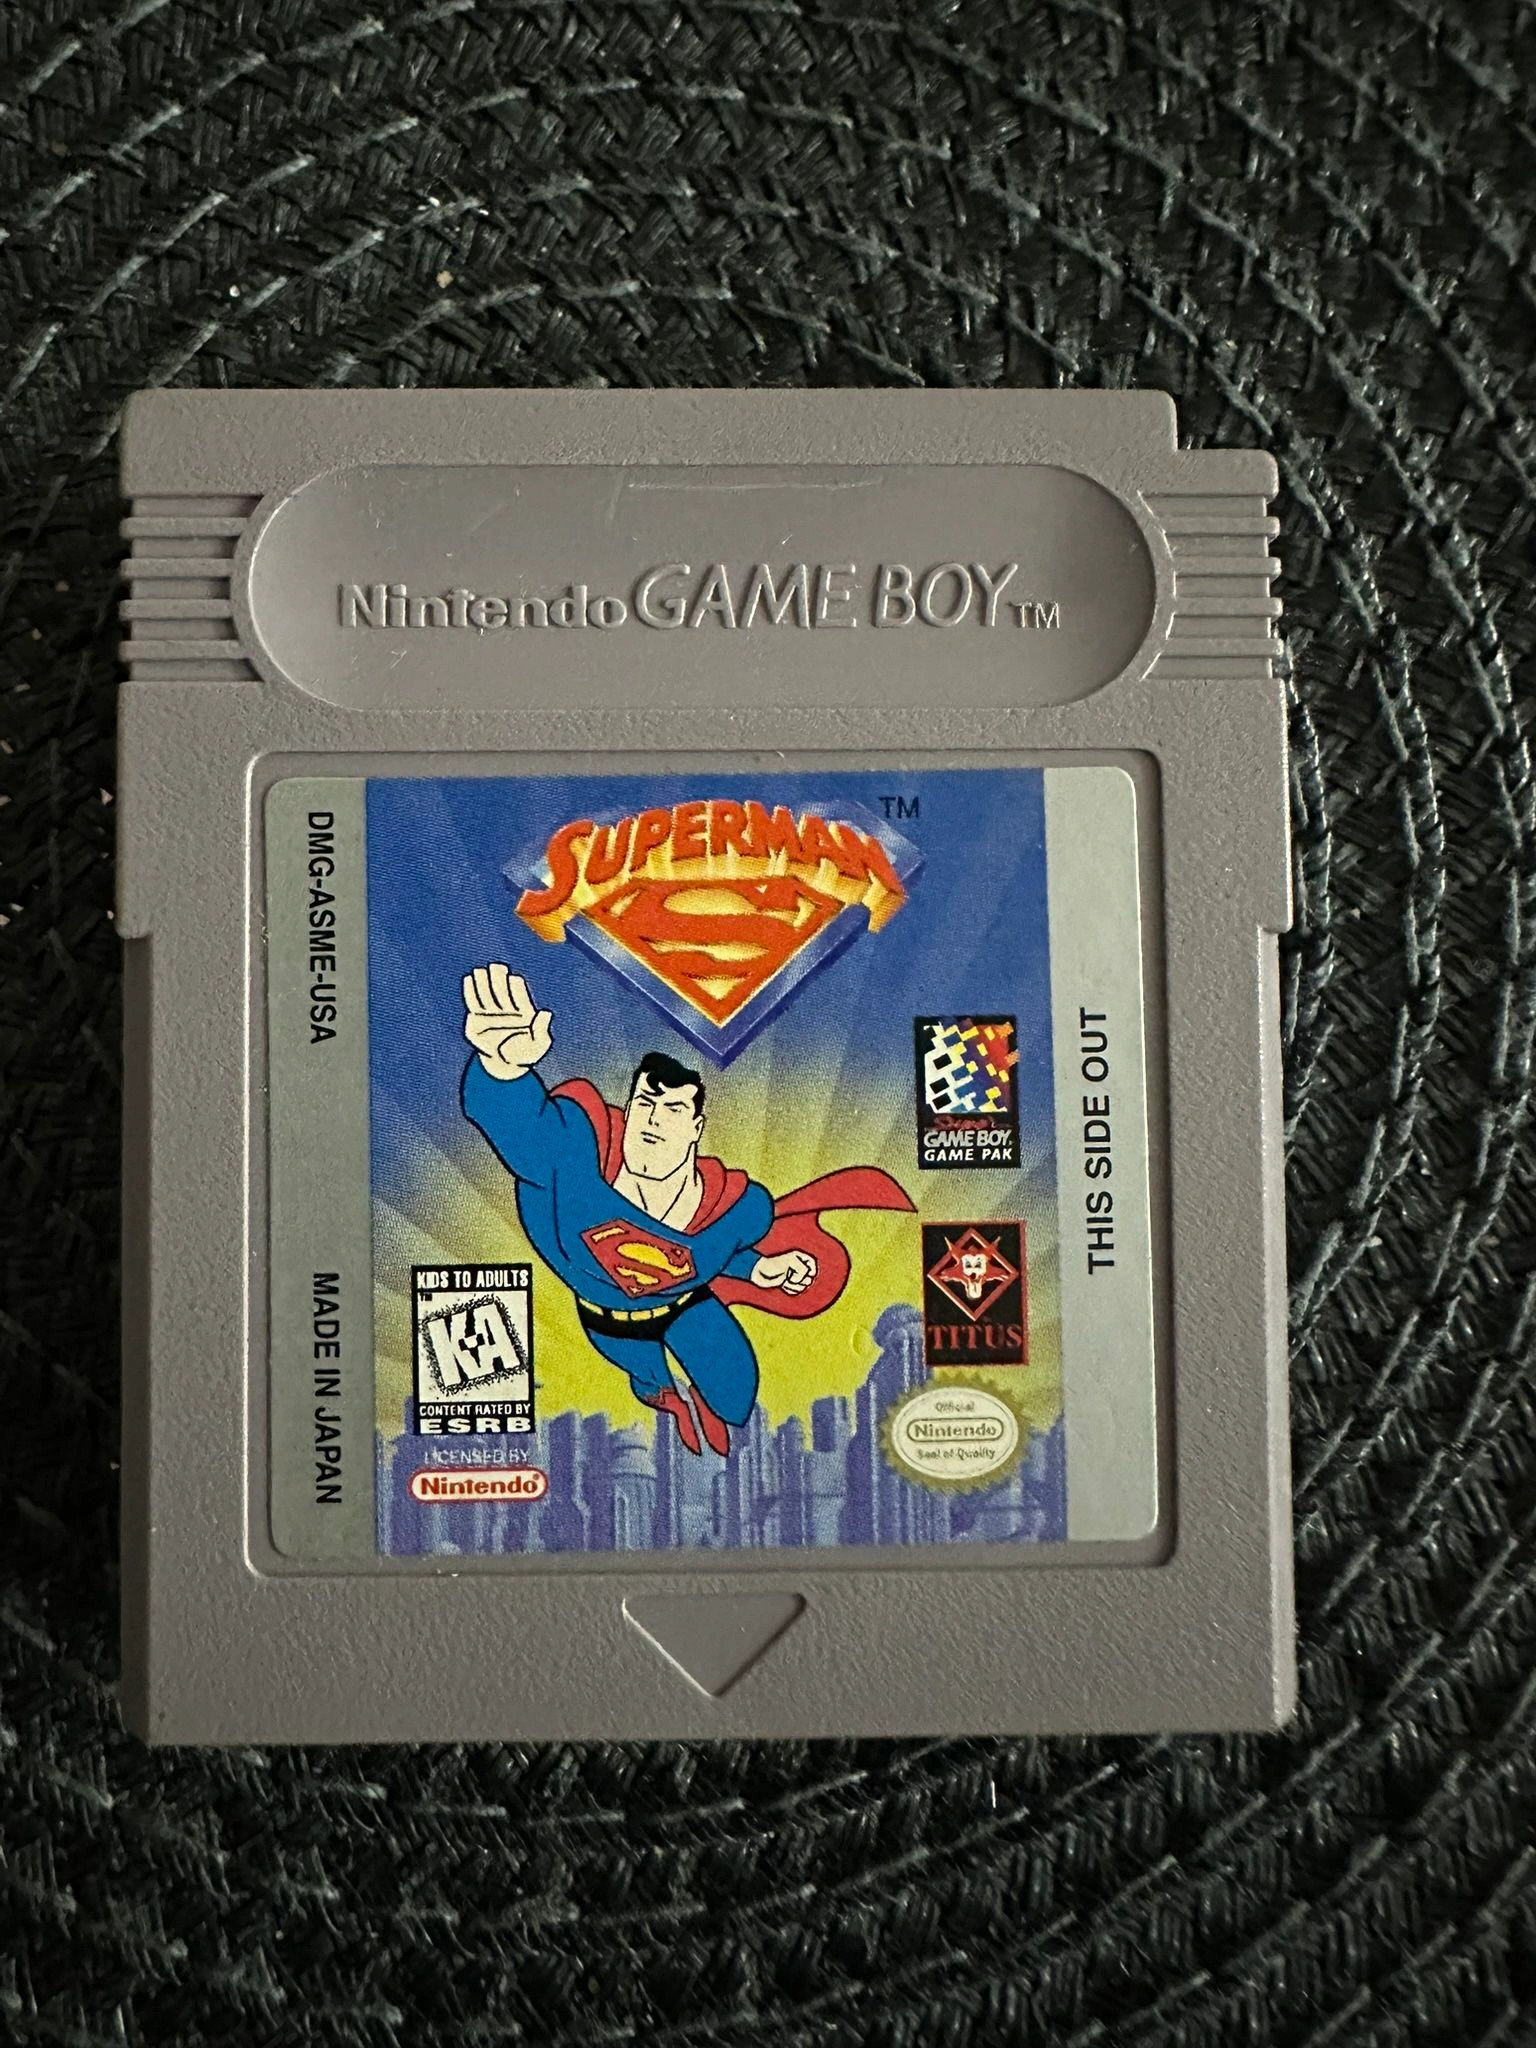 Nintendo GAME BOY TM
DMG-ASME-USA
MADE IN JAPAN
SUPERMAN TM
S
Super
GAME BOY.
GAME PAK
TITUS
KIDS TO ADULTS
TM
K-A
CONTENT RATED BY
ESRB
LICENSED BY
Nintendo®
Official
Nintendo
Seal of Quality
THIS SIDE OUT